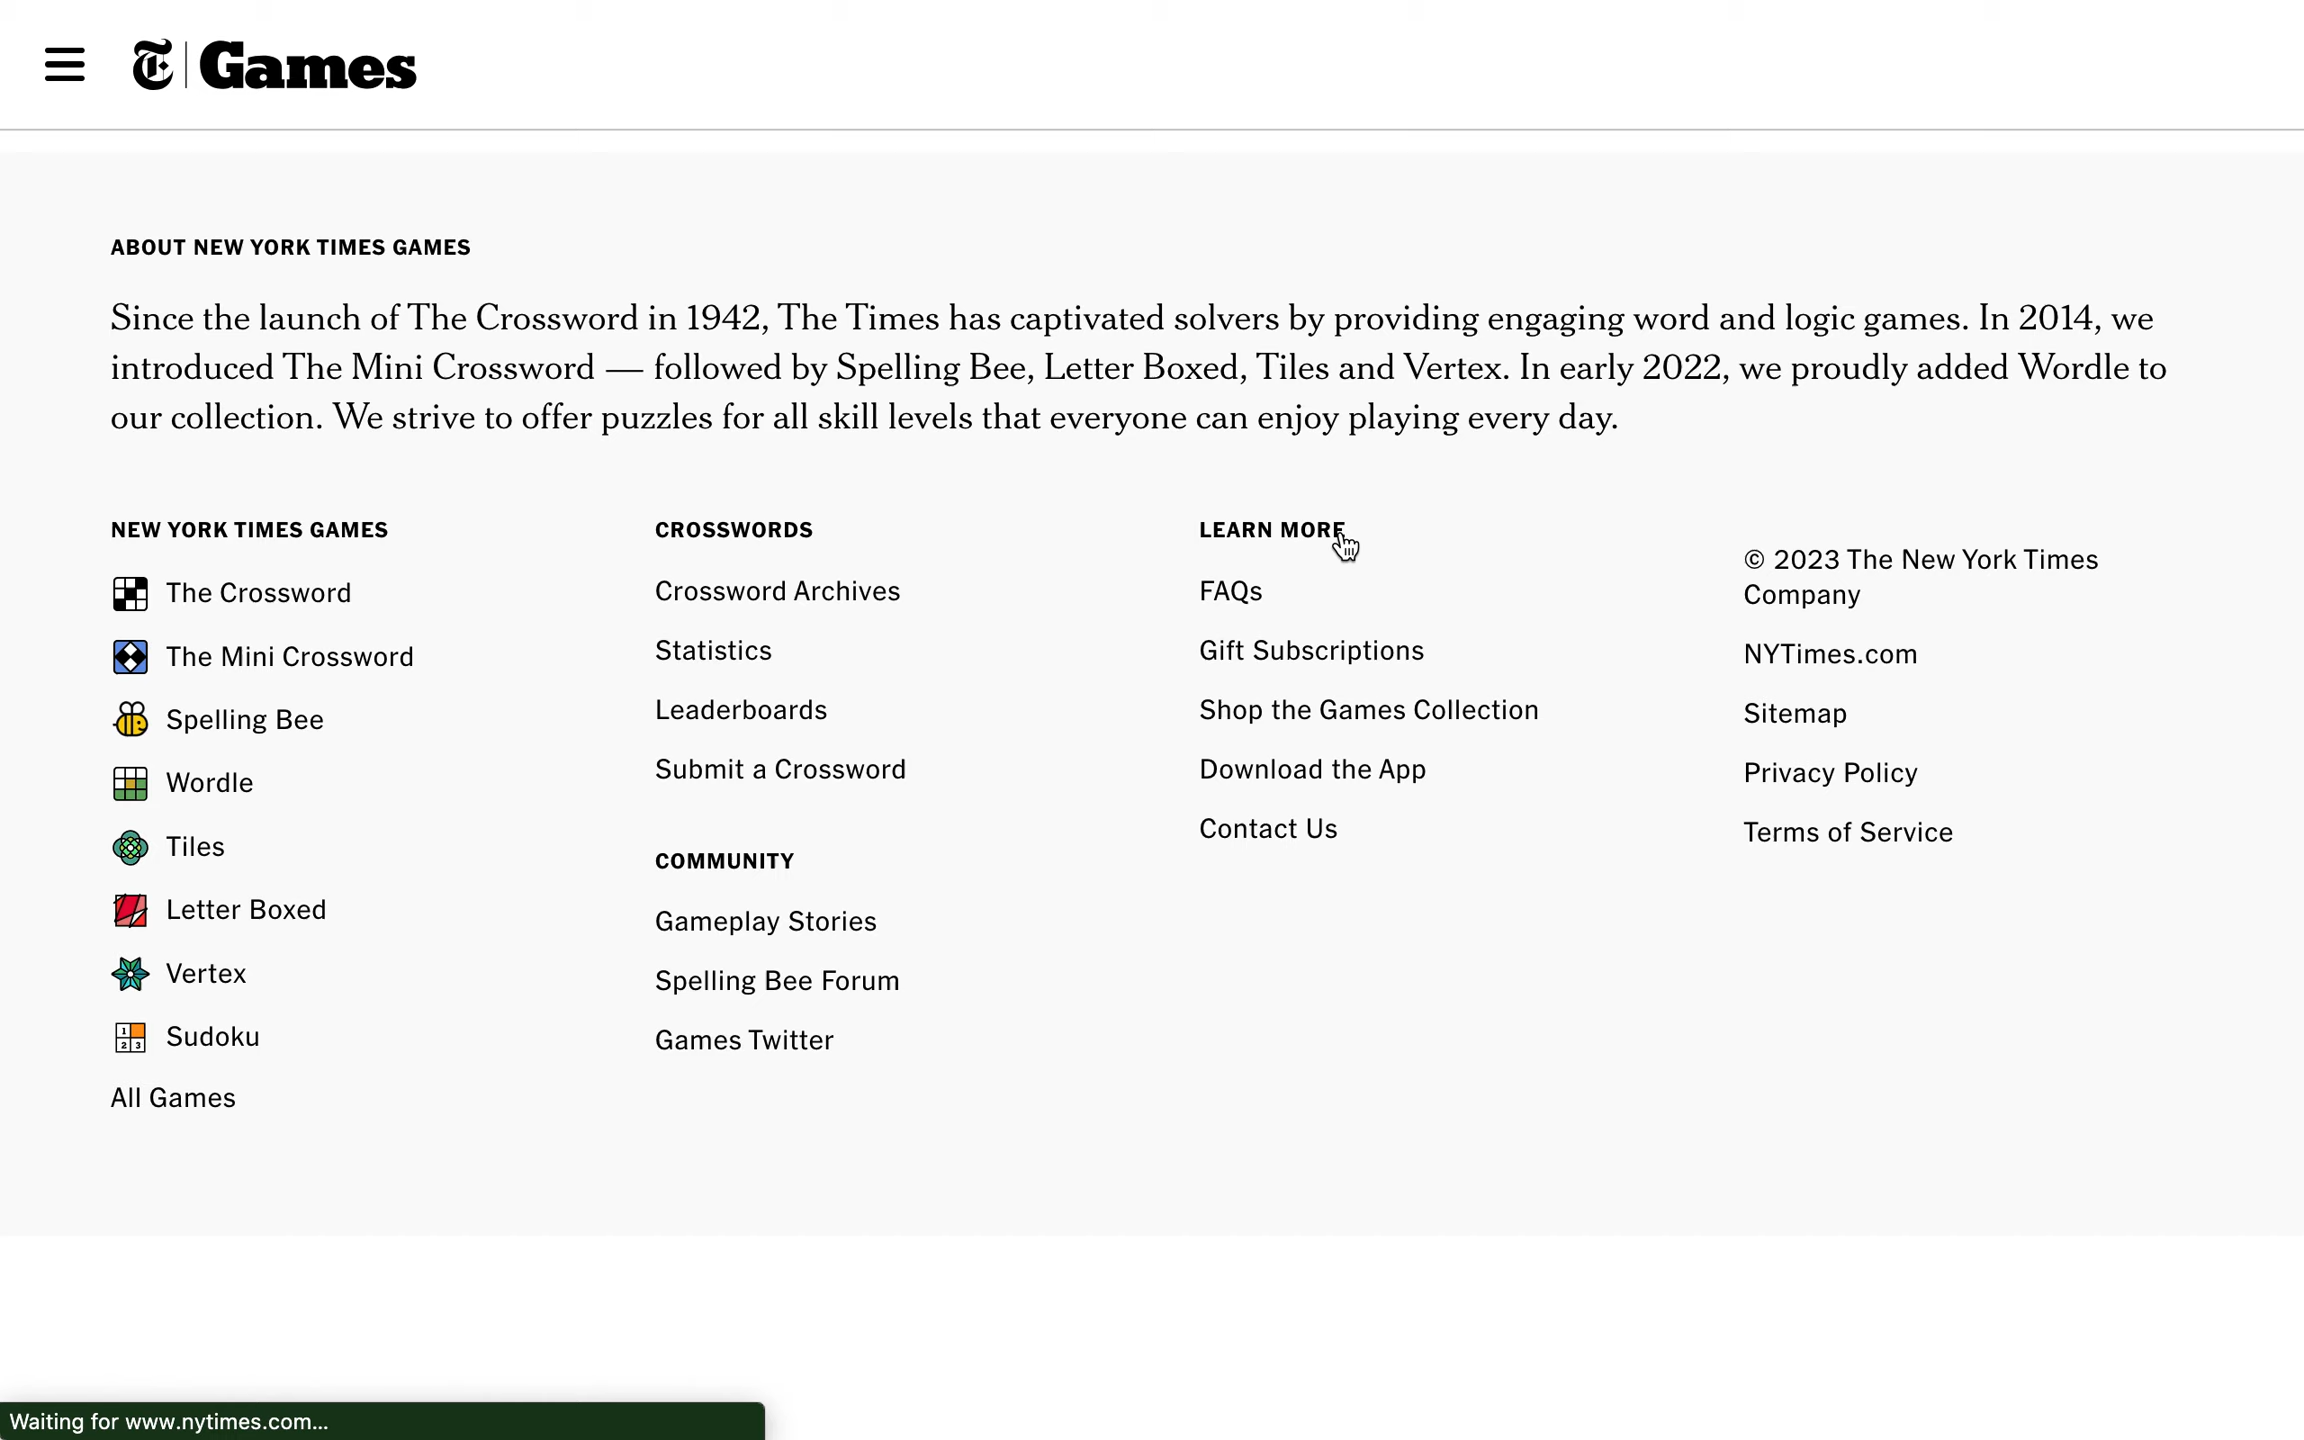 T Games
ABOUT NEW YORK TIMES GAMES
Since the launch of The Crossword in 1942, The Times has captivated solvers by providing engaging word and logic games. In 2014, we
introduced The Mini Crossword — followed by Spelling Bee, Letter Boxed, Tiles and Vertex. In early 2022, we proudly added Wordle to
our collection. We strive to offer puzzles for all skill levels that everyone can enjoy playing every day.
NEW YORK TIMES GAMES
The Crossword
The Mini Crossword
Spelling Bee
Wordle
Tiles
Letter Boxed
Vertex
1
2 3
Sudoku
All Games
CROSSWORDS
Crossword Archives
Statistics
Leaderboards
Submit a Crossword
COMMUNITY
Gameplay Stories
Spelling Bee Forum
Games Twitter
LEARN MORE
FAQs
Gift Subscriptions
Shop the Games Collection
Download the App
Contact Us
© 2023 The New York Times
Company
NYTimes.com
Sitemap
Privacy Policy
Terms of Service
Waiting for www.nytimes.com...